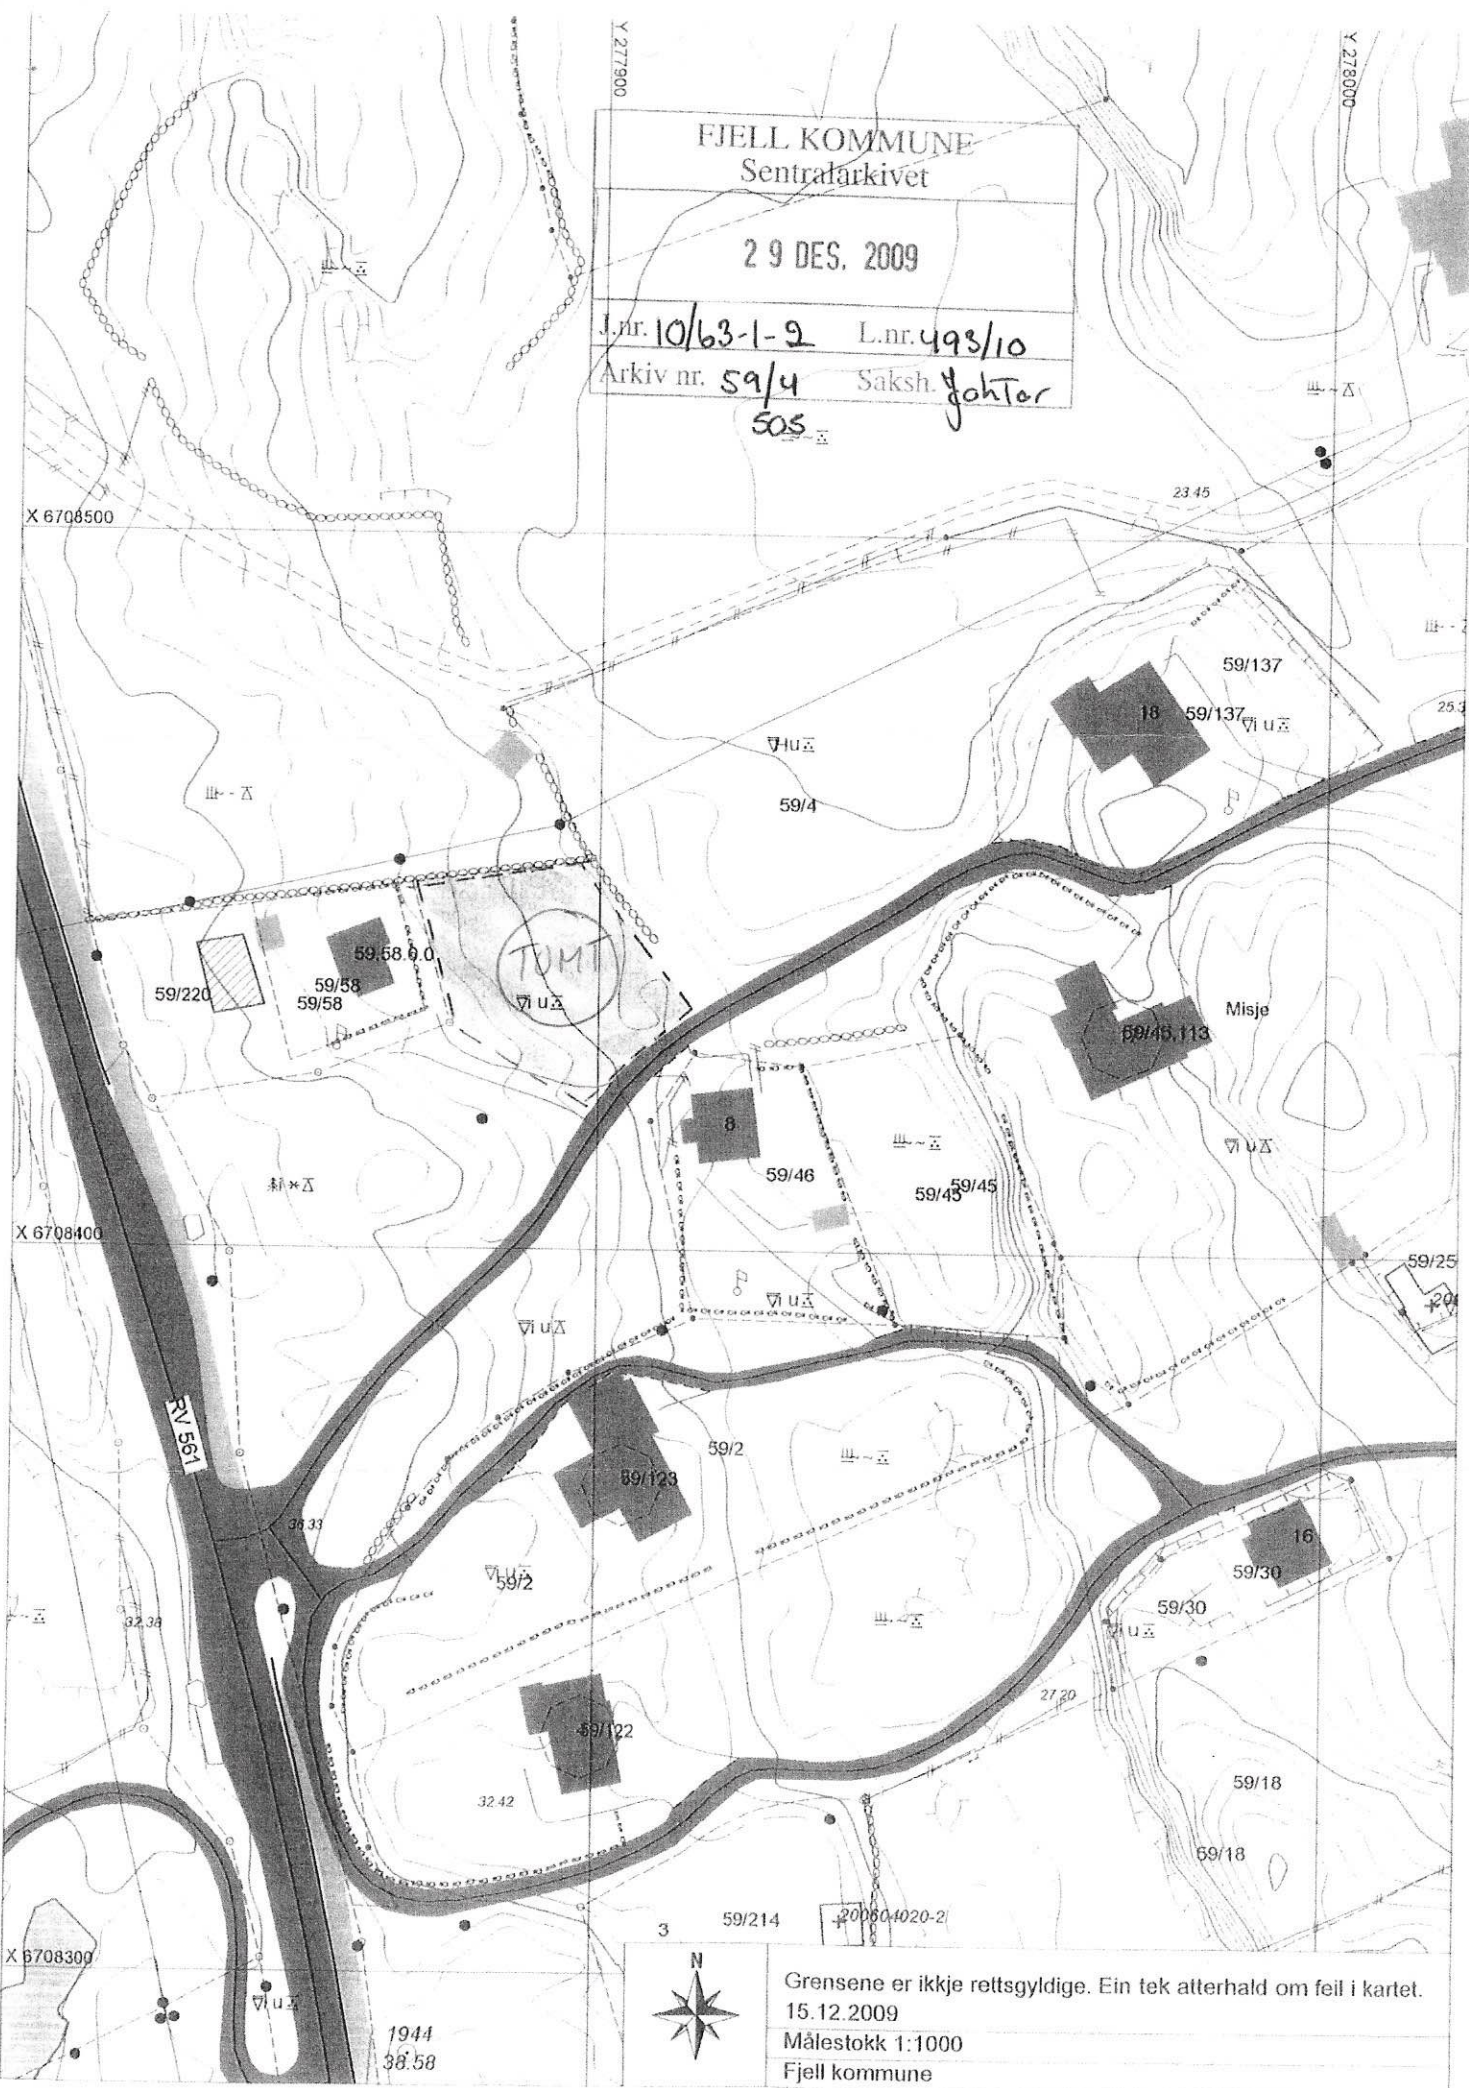 Y 277900
Y 278000
FJELL KOMMUNE
Sentralarkivet
29 DES. 2009
J.nr. 10/63-1-2 L.nr. 493/10
Arkiv nr. 59/4 Saksh.
505
23.45
X 6708500
59/137
18 59/137
59/4
59,58.0.0
TOMT
59/220
59/58
59/58
Misje
59/45,113
8
59/46
59/45
59/45
X 6708400
59/25
RV 561
59/2
59/123
36.33
16
59/2
59/30
59/30
32.38
27.20
59/122
32.42
59/18
59/18
3
59/214
200604020-2
X 6708300
N
1944
38.58
Grensene er ikkje rettsgyldige. Ein tek atterhald om feil i kartet.
15.12.2009
Målestokk 1:1000
Fjell kommune